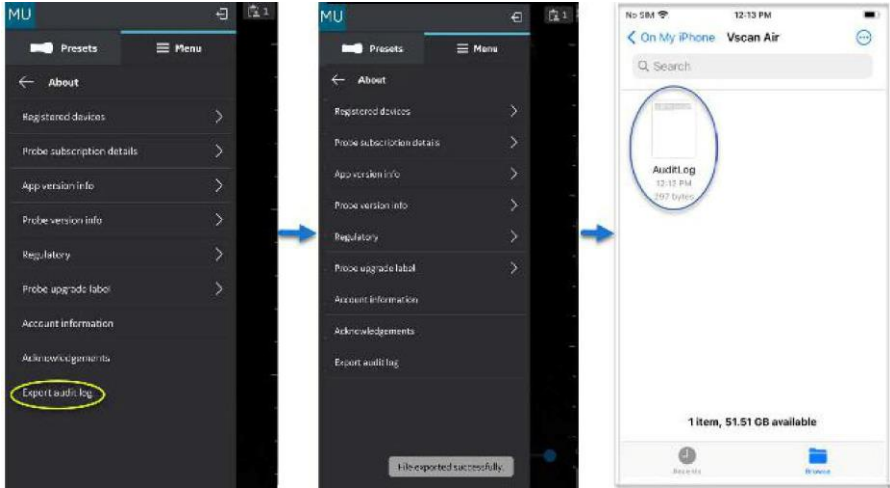 MU
1
Presets
Menu
About
Registered devices
Probe subscription details
App version info
Probe version info
Regulatory
Probe upgrade label
Account information
Acknowledgements
Export audit log
MU
1
Presets
Menu
About
Registered devices
Probe subscription details
App version info
Probe version info
Regulatory
Probe upgrade label
Account information
Acknowledgements
Export audit log
File exported successfully.
No SIM 12:13 PM
On My iPhone Vscan Air
Search
AuditLog
12:12 PM
797 bytes
1 item, 51.51 GB available
Recents
Browse